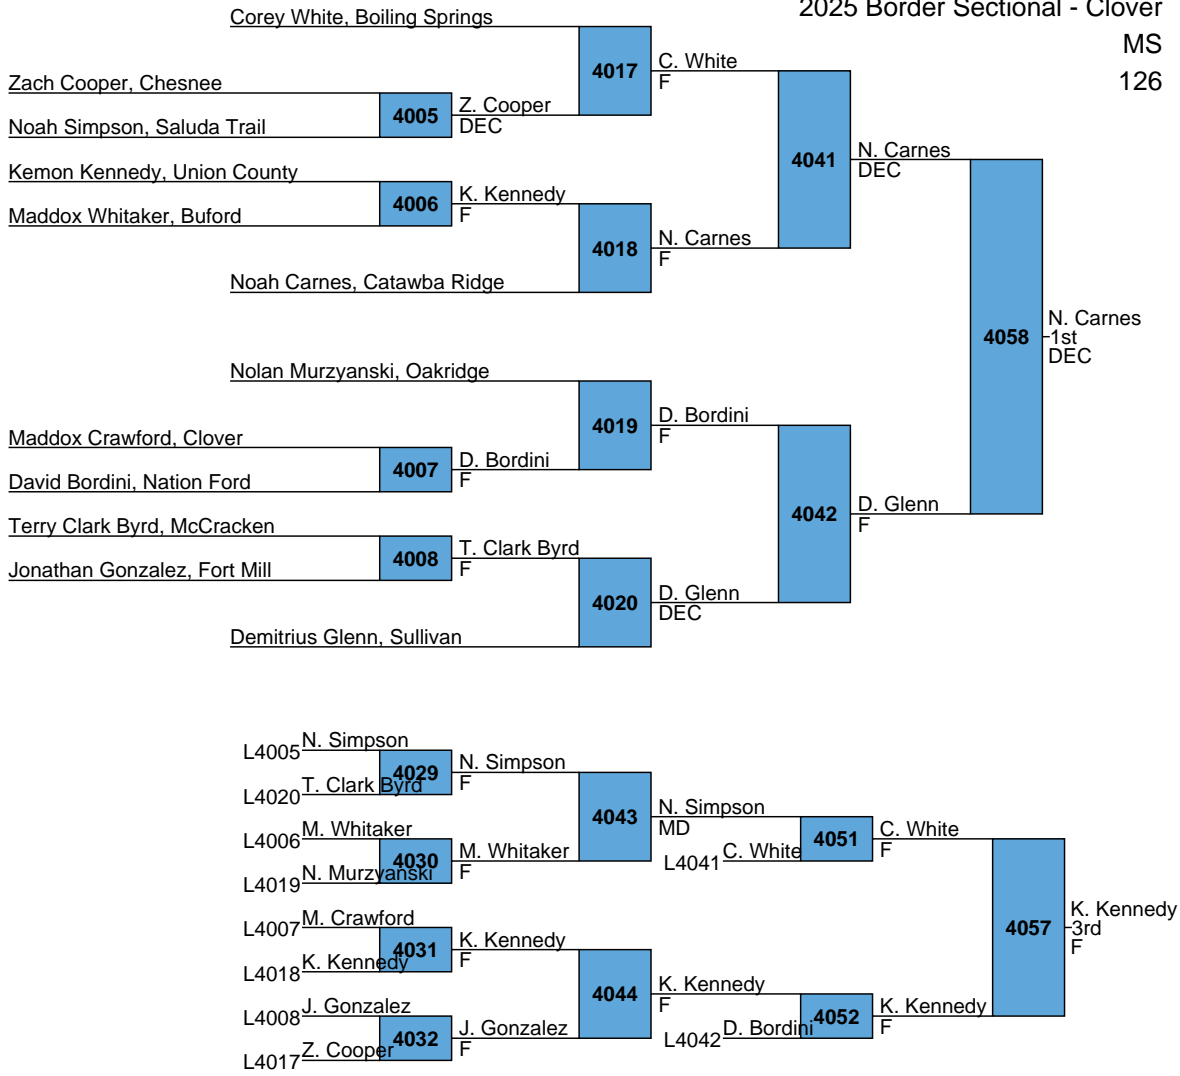 2025 Border Sectional - Clover
MS
126
Corey White, Boiling Springs
4017
C. White
F
Zach Cooper, Chesnee
4005
Z. Cooper
DEC
Noah Simpson, Saluda Trail
4041
N. Carnes
DEC
Kemon Kennedy, Union County
4006
K. Kennedy
F
Maddox Whitaker, Buford
4018
N. Carnes
F
Noah Carnes, Catawba Ridge
4058
N. Carnes
1st
DEC
Nolan Murzyanski, Oakridge
4019
D. Bordini
F
Maddox Crawford, Clover
4007
D. Bordini
F
David Bordini, Nation Ford
4042
D. Glenn
F
Terry Clark Byrd, McCracken
4008
T. Clark Byrd
F
Jonathan Gonzalez, Fort Mill
4020
D. Glenn
DEC
Demitrius Glenn, Sullivan
L4005 N. Simpson
4029
N. Simpson
F
L4020 T. Clark Byrd
4043
N. Simpson
MD
L4006 M. Whitaker
4030
M. Whitaker
F
L4019 N. Murzyanski
L4041 C. White
4051
C. White
F
L4007 M. Crawford
4031
K. Kennedy
F
L4018 K. Kennedy
4057
K. Kennedy
3rd
F
4044
K. Kennedy
F
L4008 J. Gonzalez
4032
J. Gonzalez
F
L4017 Z. Cooper
L4042 D. Bordini
4052
K. Kennedy
F